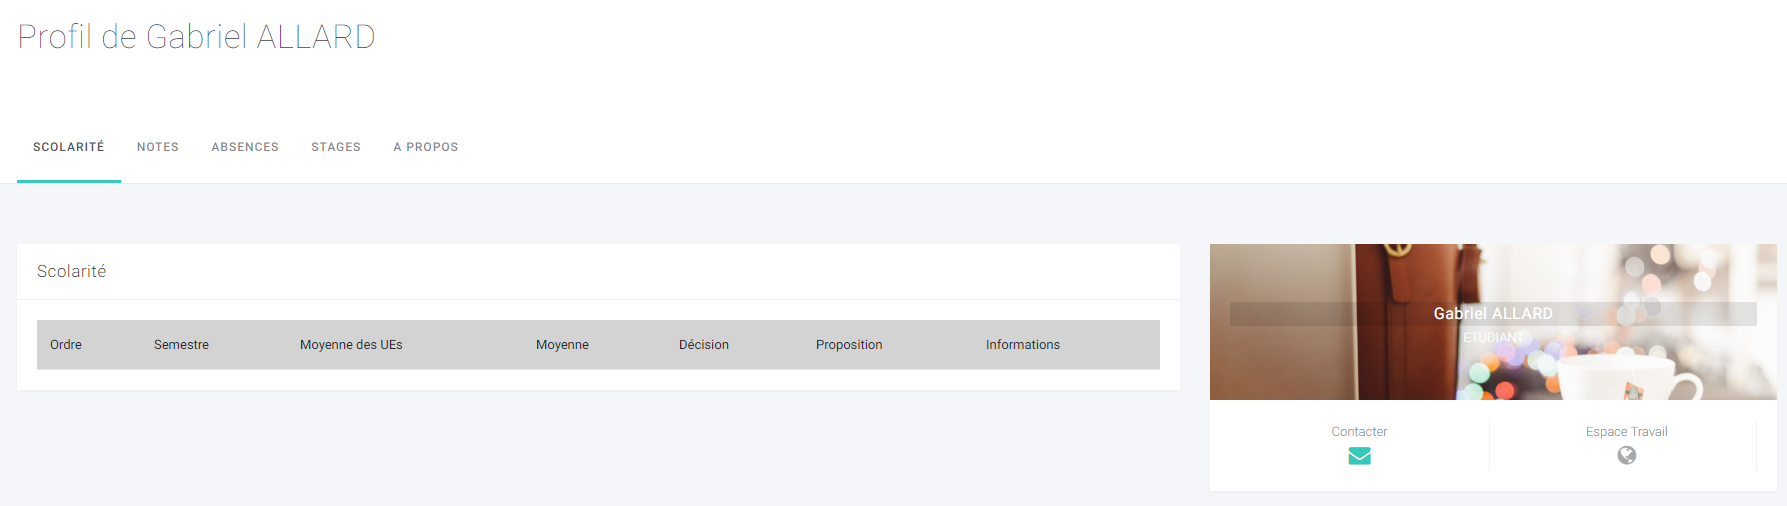 Profil de Gabriel ALLARD
SCOLARITÉ NOTES ABSENCES STAGES A PROPOS
Scolarité
Ordre Semestre Moyenne des UEs Moyenne Décision Proposition Informations
Gabriel ALLARD
ETUDIANT
Contacter Espace Travail